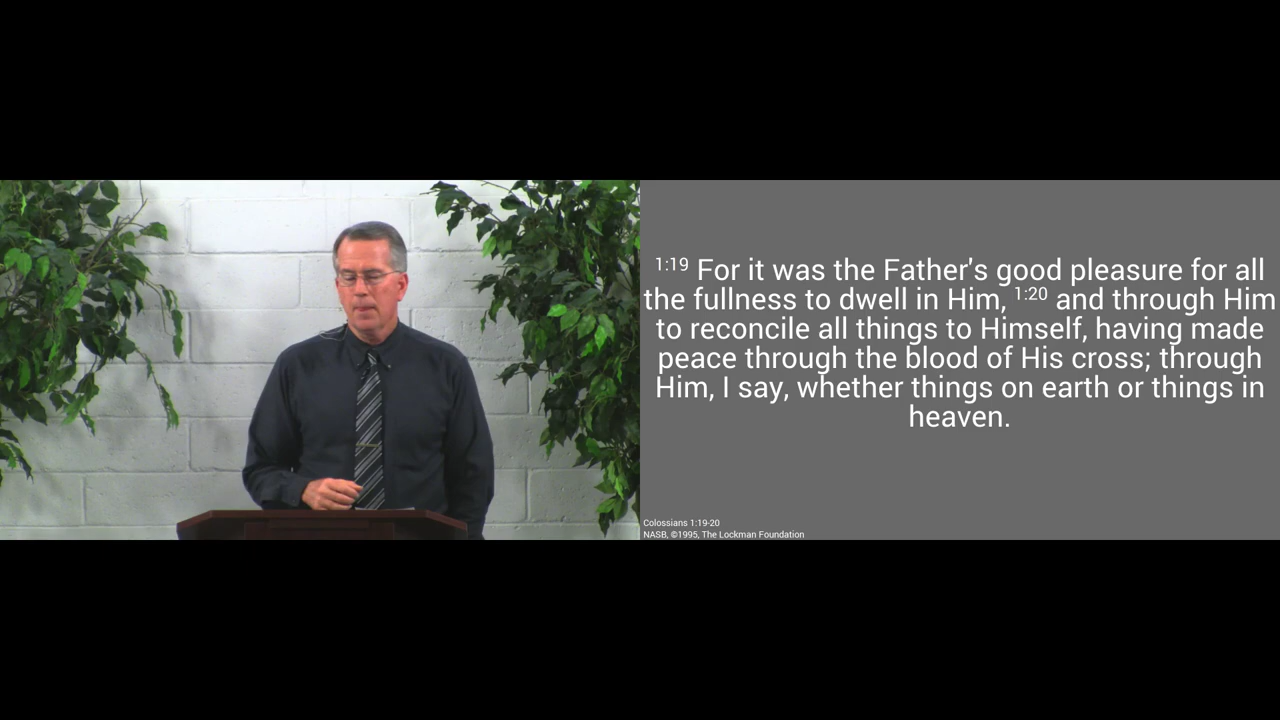 1:19 For it was the Father's good pleasure for all
the fullness to dwell in Him, 1:20 and through Him
to reconcile all things to Himself, having made
peace through the blood of His cross; through
Him, I say, whether things on earth or things in
heaven.
Colossians 1:19-20
NASB, ©1995, The Lockman Foundation